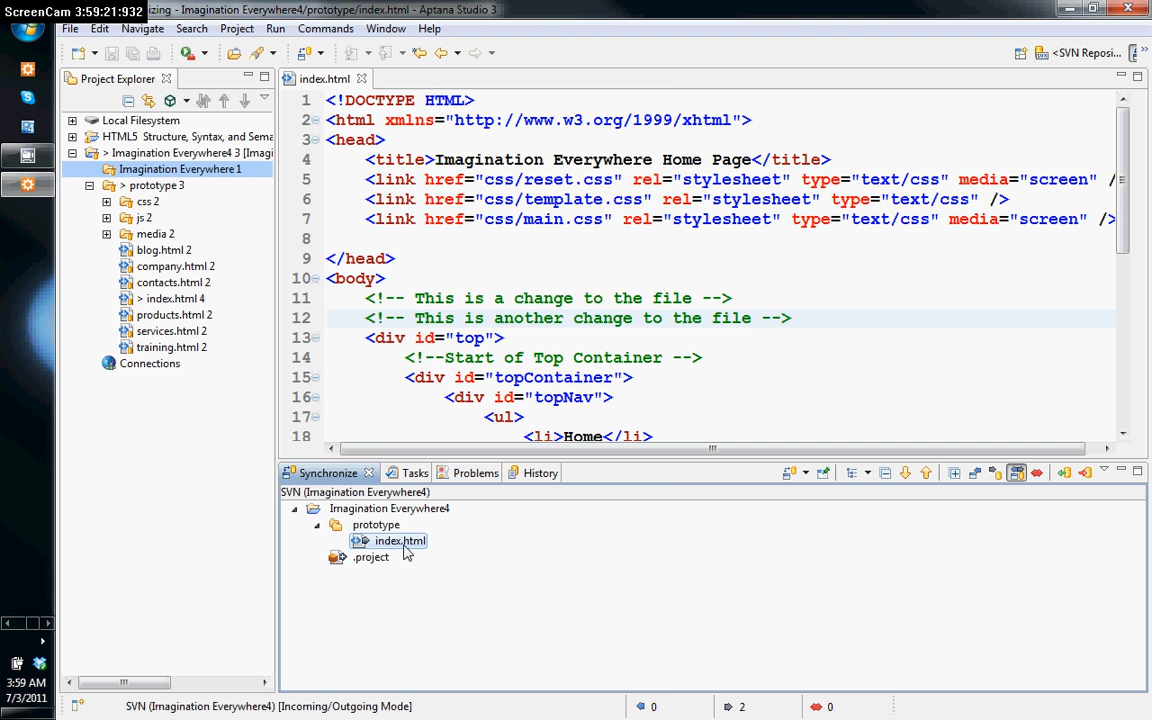 ScreenCam 3:59:21:932
izing - Imagination Everywhere4/prototype/index.html - Aptana Studio 3
File Edit Navigate Search Project Run Commands Window Help
<SVN Reposi...
Project Explorer
Local Filesystem
HTML5 Structure, Syntax, and Sema
> Imagination Everywhere4 3 [Imagi
Imagination Everywhere 1
> prototype 3
css 2
js 2
media 2
blog.html 2
company.html 2
contacts.html 2
> index.html 4
products.html 2
services.html 2
training.html 2
Connections
index.html
1 <!DOCTYPE HTML>
2 <html xmlns="http://www.w3.org/1999/xhtml">
3 <head>
4 <title>Imagination Everywhere Home Page</title>
5 <link href="css/reset.css" rel="stylesheet" type="text/css" media="screen" /
6 <link href="css/template.css" rel="stylesheet" type="text/css" />
7 <link href="css/main.css" rel="stylesheet" type="text/css" media="screen" />
8
9 </head>
10 <body>
11 <!-- This is a change to the file -->
12 <!-- This is another change to the file -->
13 <div id="top">
14 <!--Start of Top Container -->
15 <div id="topContainer">
16 <div id="topNav">
17 <ul>
18 <li>Home</li>
Synchronize Tasks Problems History
SVN (Imagination Everywhere4)
Imagination Everywhere4
prototype
index.html
.project
3:59 AM
7/3/2011
SVN (Imagination Everywhere4) [Incoming/Outgoing Mode] 0 2 0